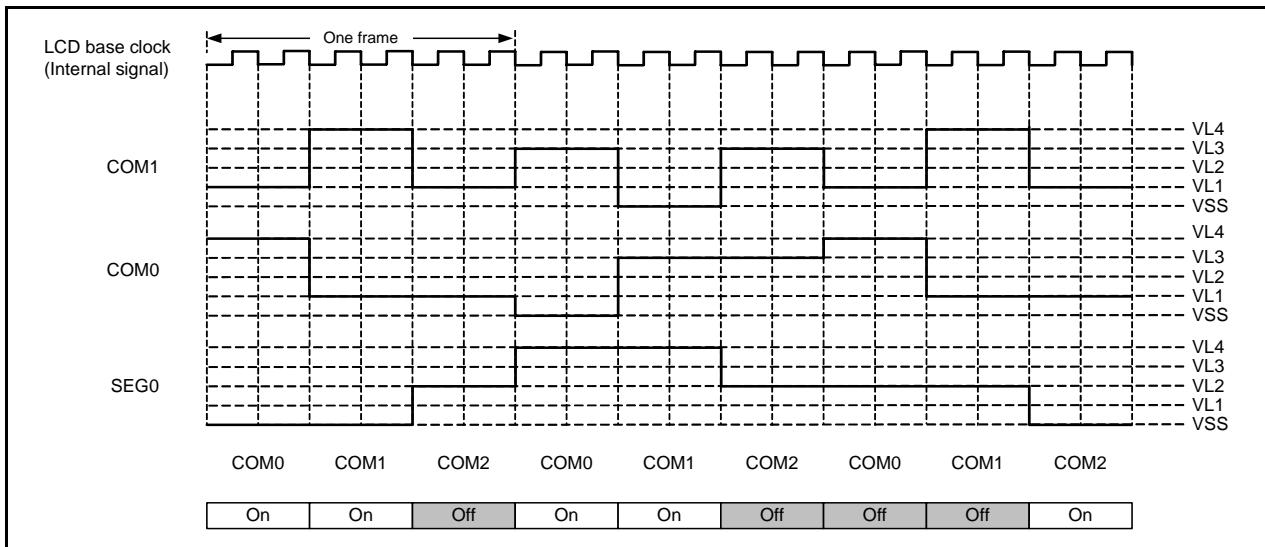 One frame
LCD base clock
(Internal signal)
COM1
VL4
VL3
VL2
VL1
VSS
COM0
VL4
VL3
VL2
VL1
VSS
SEG0
VL4
VL3
VL2
VL1
VSS
COM0 COM1 COM2 COM0 COM1 COM2 COM0 COM1 COM2
On On Off On On Off Off Off On